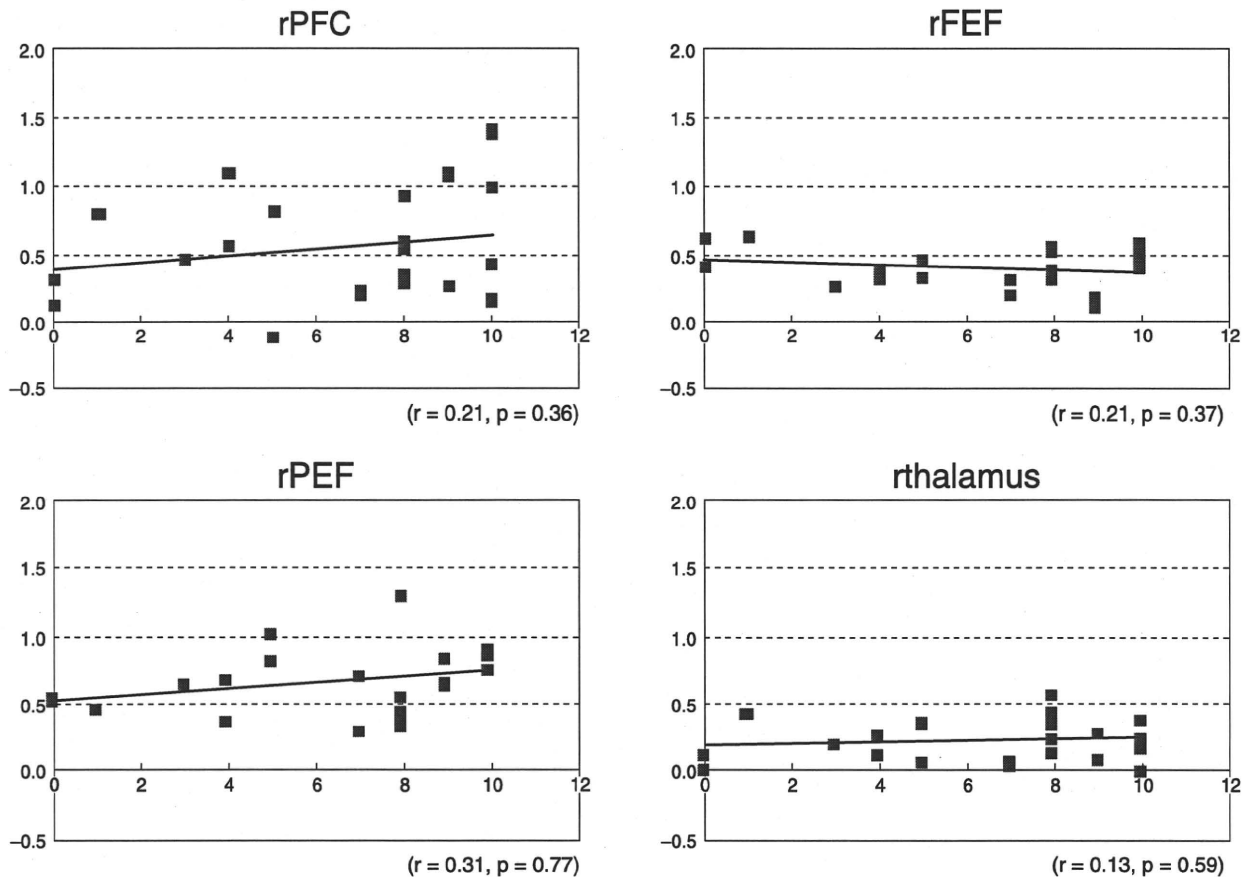 rPFC
2.0
1.5
1.0
0.5
0.0
0 2 4 6 8 10 12
–0.5
(r = 0.21, p = 0.36)
rFEF
2.0
1.5
1.0
0.5
0.0
0 2 4 6 8 10 12
–0.5
(r = 0.21, p = 0.37)
rPEF
2.0
1.5
1.0
0.5
0.0
0 2 4 6 8 10 12
–0.5
(r = 0.31, p = 0.77)
rthalamus
2.0
1.5
1.0
0.5
0.0
0 2 4 6 8 10 12
–0.5
(r = 0.13, p = 0.59)